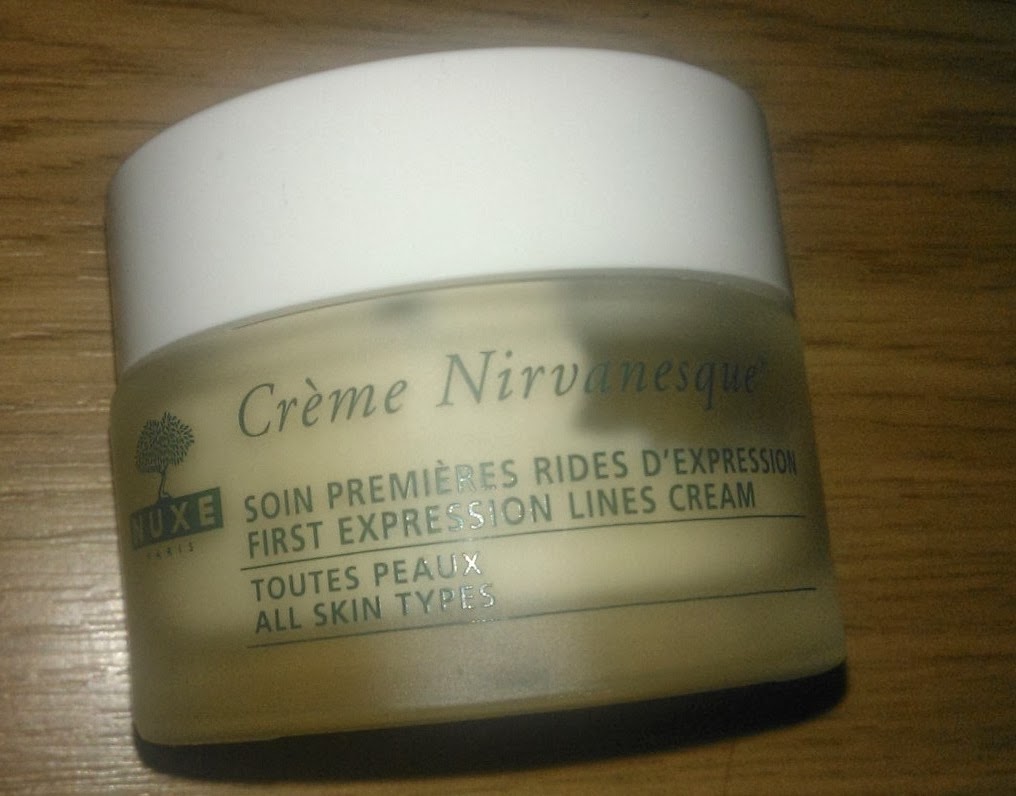 Crème Nirvanesque
NUXE
PARIS
SOIN PREMIÈRES RIDES D'EXPRESSION
FIRST EXPRESSION LINES CREAM
TOUTES PEAUX
ALL SKIN TYPES